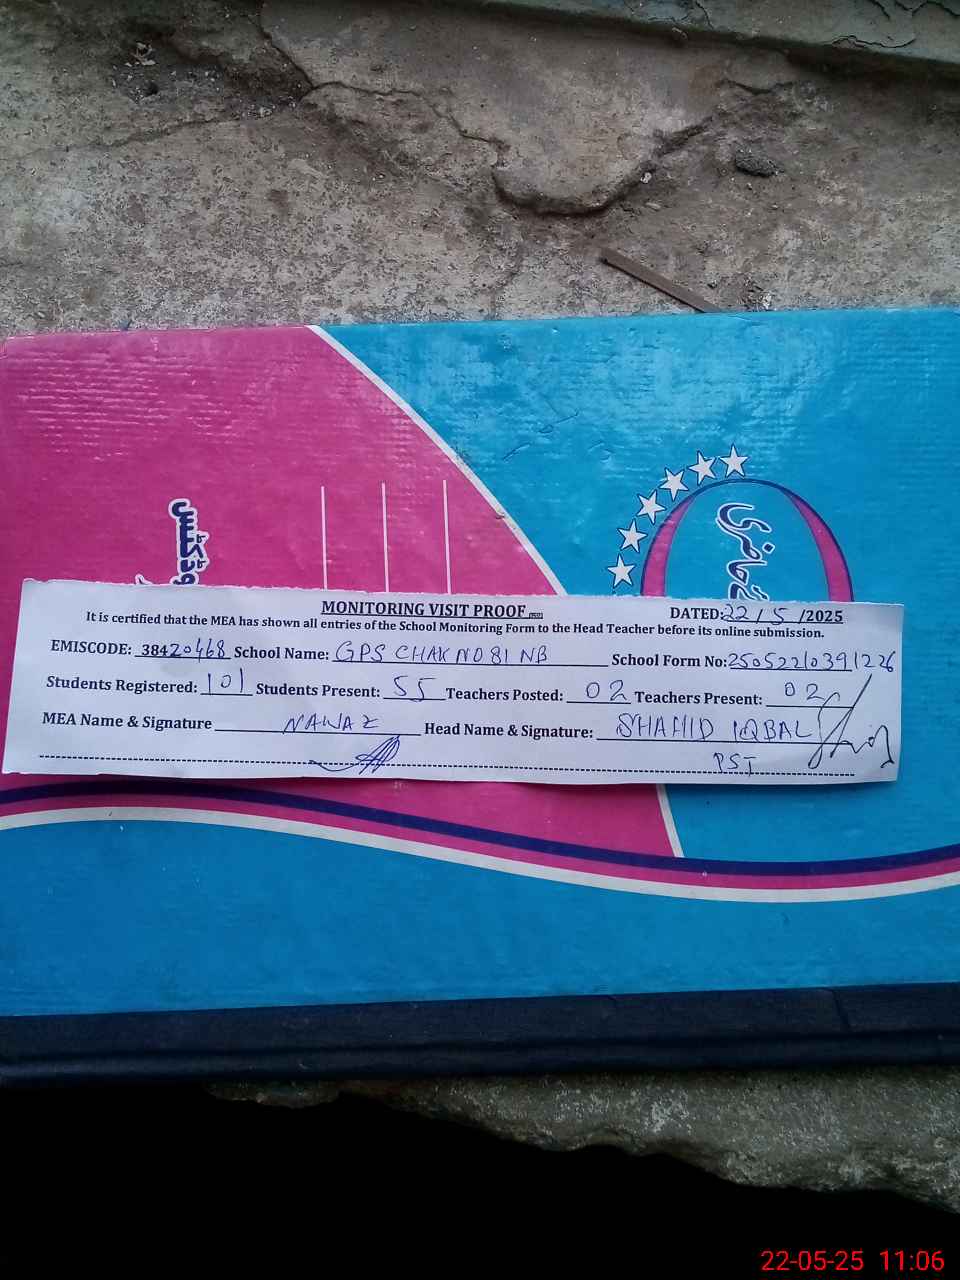 حاضری
MONITORING VISIT PROOF
DATED: 22/5/2025
It is certified that the MEA has shown all entries of the School Monitoring Form to the Head Teacher before its online submission.
EMISCODE: 38420468 School Name: GPS CHAK NO 81 NB School Form No: 25052210391226
Students Registered: 101 Students Present: 55 Teachers Posted: 02 Teachers Present: 02
MEA Name & Signature NAWAZ Head Name & Signature: SHAHID IQBAL
PST
22-05-25 11:06